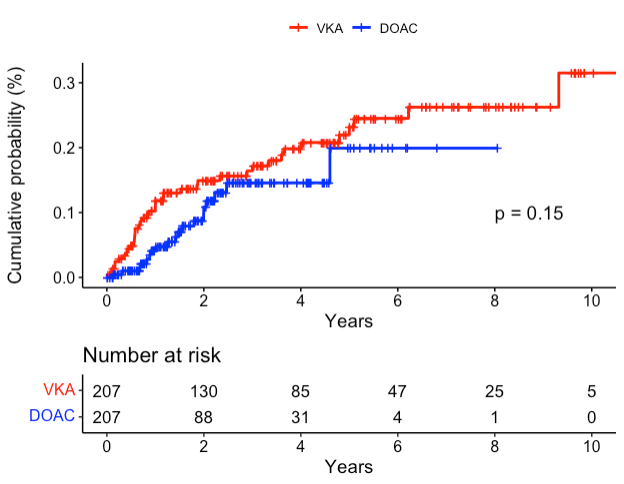 VKA DOAC
Cumulative probability (%)
0.3
0.2
0.1
0.0
p = 0.15
0 2 4 6 8 10
Years
Number at risk
VKA 207 130 85 47 25 5
DOAC 207 88 31 4 1 0
0 2 4 6 8 10
Years